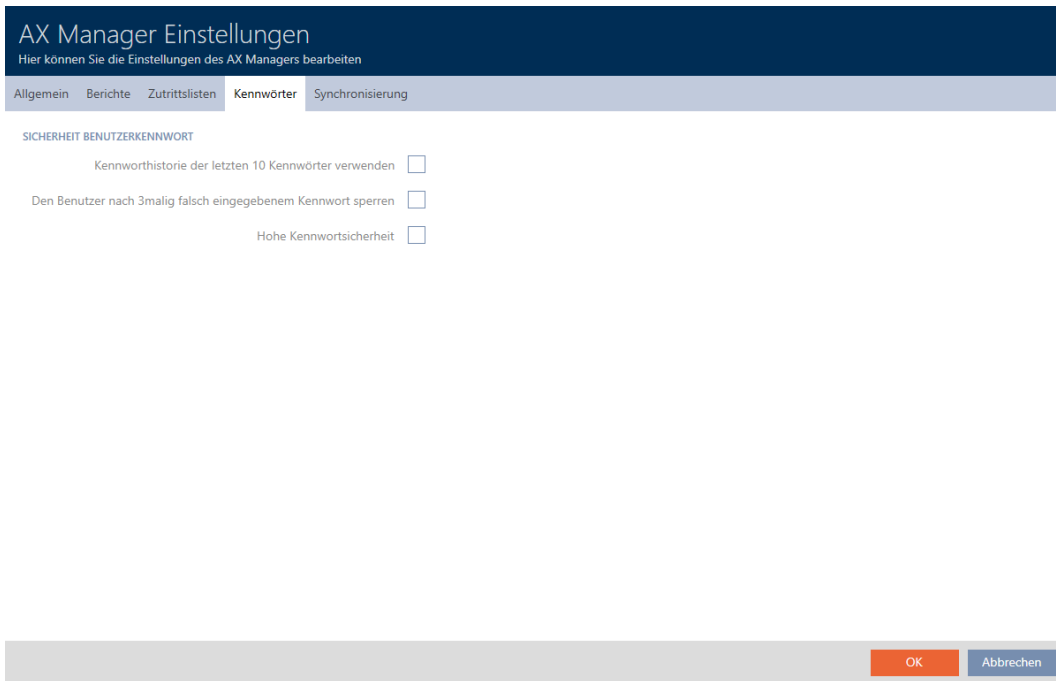 AX Manager Einstellungen
Hier können Sie die Einstellungen des AX Managers bearbeiten
Allgemein Berichte Zutrittslisten Kennwörter Synchronisierung
SICHERHEIT BENUTZERKENNWORT
Kennworthistorie der letzten 10 Kennwörter verwenden
Den Benutzer nach 3malig falsch eingegebenem Kennwort sperren
Hohe Kennwortsicherheit
OK Abbrechen